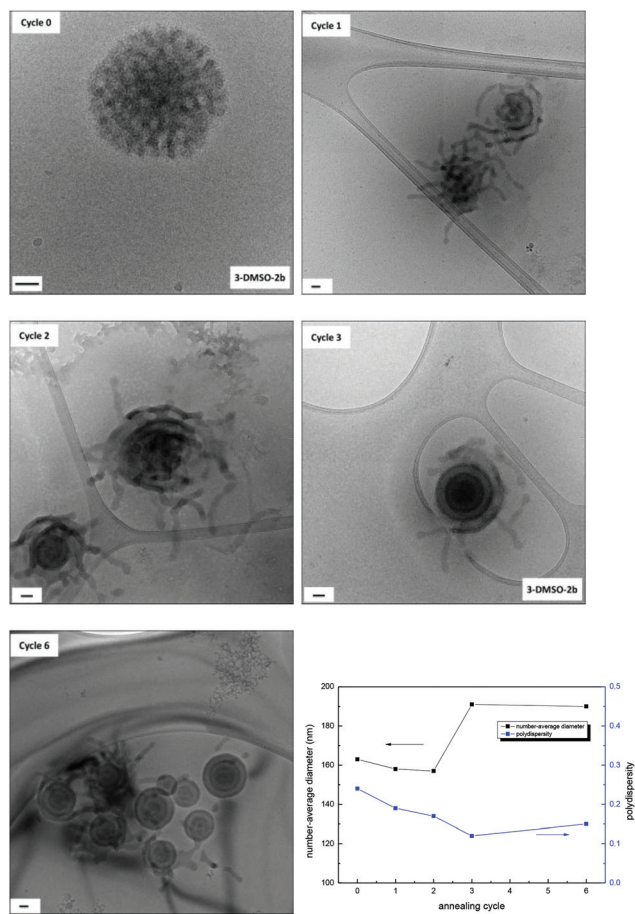 Cycle 0
3-DMSO-2b
Cycle 1
Cycle 2
Cycle 3
3-DMSO-2b
Cycle 6
200
180
160
140
120
100
number-average diameter (nm)
0.5
0.4
0.3
0.2
0.1
0.0
polydispersity
number-average diameter
polydispersity
0 1 2 3 4 5 6
annealing cycle